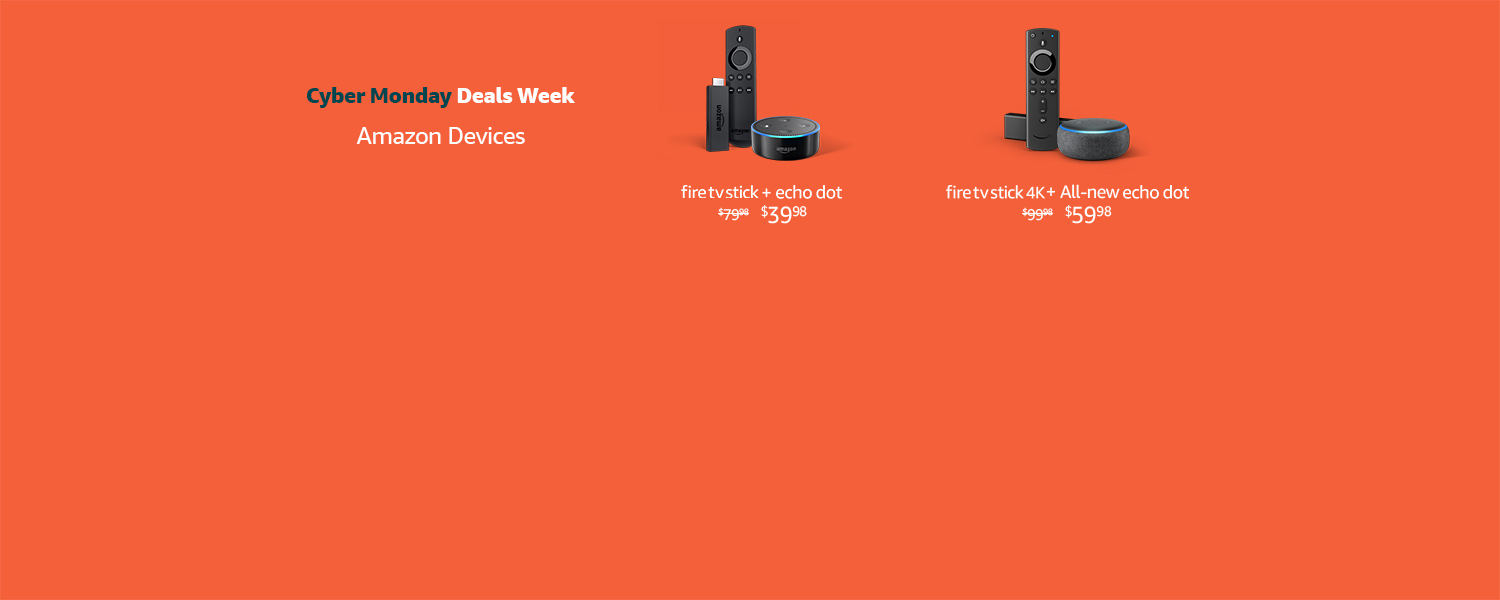 Cyber Monday Deals Week
Amazon Devices
amazon
amazon
amazon
fire tv stick + echo dot
$79.98 $39.98
fire tv stick 4K + All-new echo dot
$99.98 $59.98